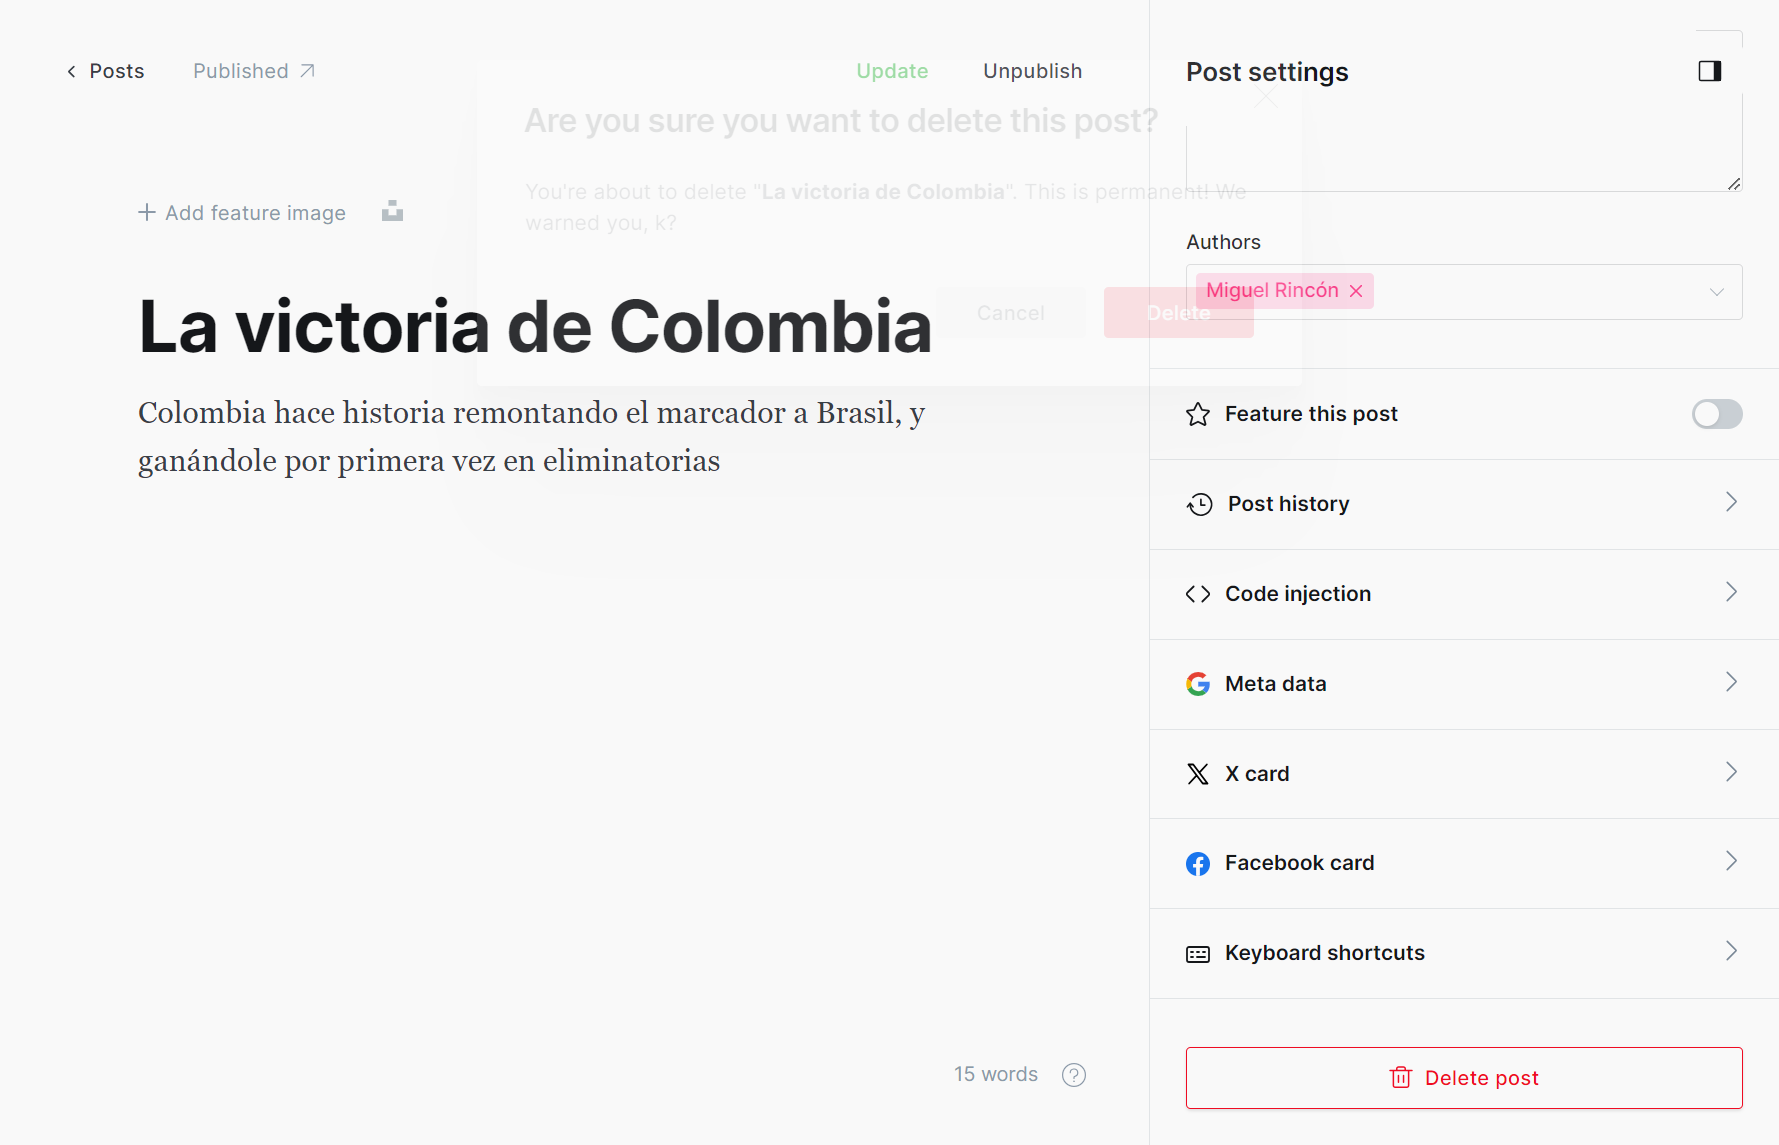 Posts
Published
Update
Unpublish
Post settings
Are you sure you want to delete this post?
You're about to delete "La victoria de Colombia". This is permanent! We
warned you, k?
Cancel
Delete
Add feature image
La victoria de Colombia
Colombia hace historia remontando el marcador a Brasil, y
ganándole por primera vez en eliminatorias
15 words
?
Authors
Miguel Rincón
Feature this post
Post history
Code injection
Meta data
X card
Facebook card
Keyboard shortcuts
Delete post